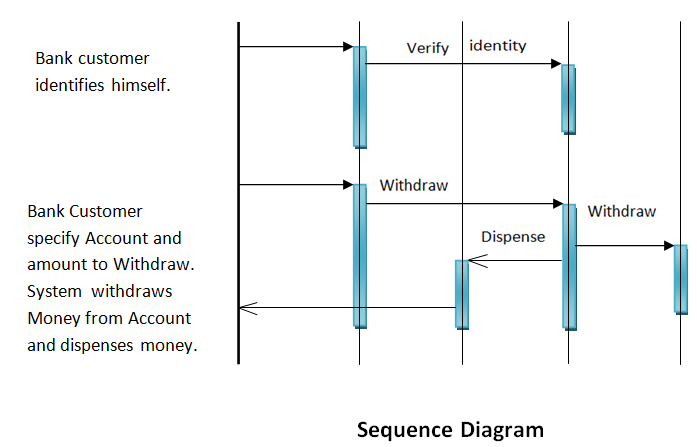 Bank customer
identifies himself.
Verify identity
Bank Customer
specify Account and
amount to Withdraw.
System withdraws
Money from Account
and dispenses money.
Withdraw
Withdraw
Dispense
Sequence Diagram